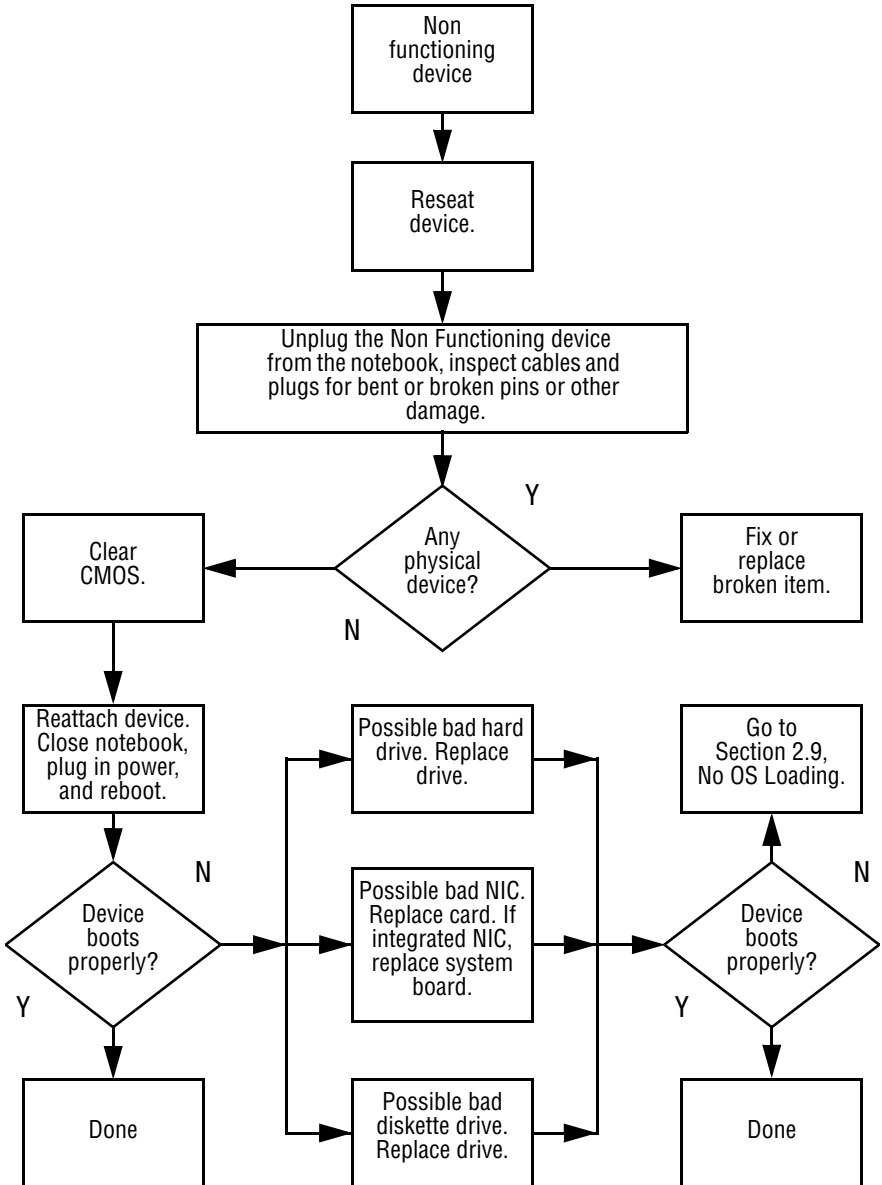 Non
functioning
device
Reseat
device.
Unplug the Non Functioning device
from the notebook, inspect cables and
plugs for bent or broken pins or other
damage.
Y
Any
physical
device?
N
Clear
CMOS.
Fix or
replace
broken item.
Reattach device.
Close notebook,
plug in power,
and reboot.
Possible bad hard
drive. Replace
drive.
Go to
Section 2.9,
No OS Loading.
N
Device
boots
properly?
Y
Possible bad NIC.
Replace card. If
integrated NIC,
replace system
board.
N
Device
boots
properly?
Y
Done
Possible bad
diskette drive.
Replace drive.
Done